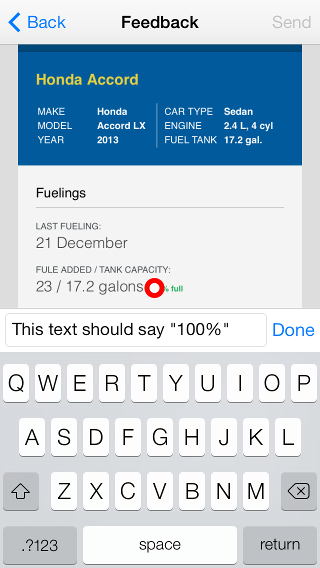 Back Feedback Send
Honda Accord
MAKE Honda CAR TYPE Sedan
MODEL Accord LX ENGINE 2.4 L, 4 cyl
YEAR 2013 FUEL TANK 17.2 gal.
Fuelings
LAST FUELING:
21 December
FULE ADDED / TANK CAPACITY:
23 / 17.2 galons % full
This text should say "100%" Done
Q W E R T Y U I O P
A S D F G H J K L
Z X C V B N M
.?123 space return